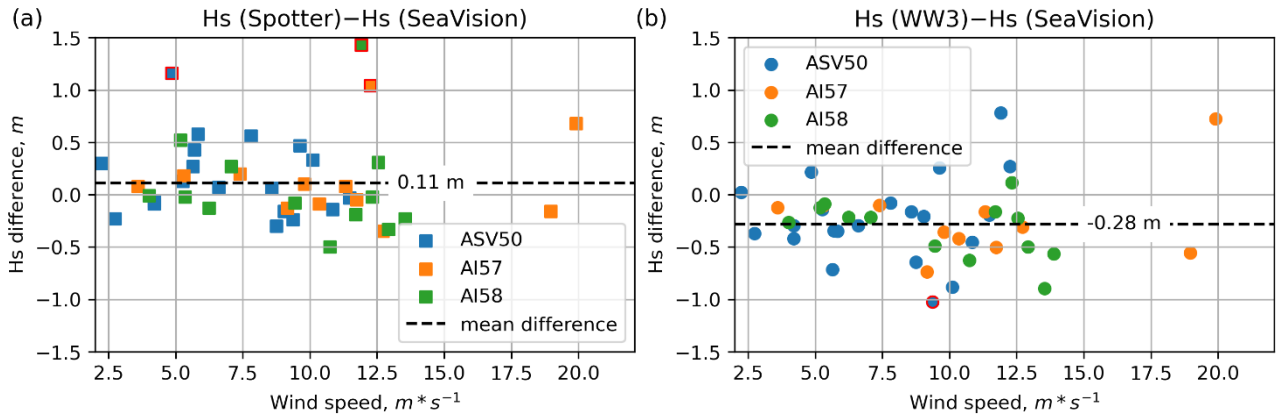 (a)
Hs (Spotter)−Hs (SeaVision)
Hs difference, m
1.5
1.0
0.5
0.0
−0.5
−1.0
−1.5
0.11 m
ASV50
AI57
AI58
mean difference
2.5 5.0 7.5 10.0 12.5 15.0 17.5 20.0
Wind speed, m * s⁻¹
(b)
Hs (WW3)−Hs (SeaVision)
Hs difference, m
1.5
1.0
0.5
0.0
−0.5
−1.0
−1.5
ASV50
AI57
AI58
mean difference
-0.28 m
2.5 5.0 7.5 10.0 12.5 15.0 17.5 20.0
Wind speed, m * s⁻¹